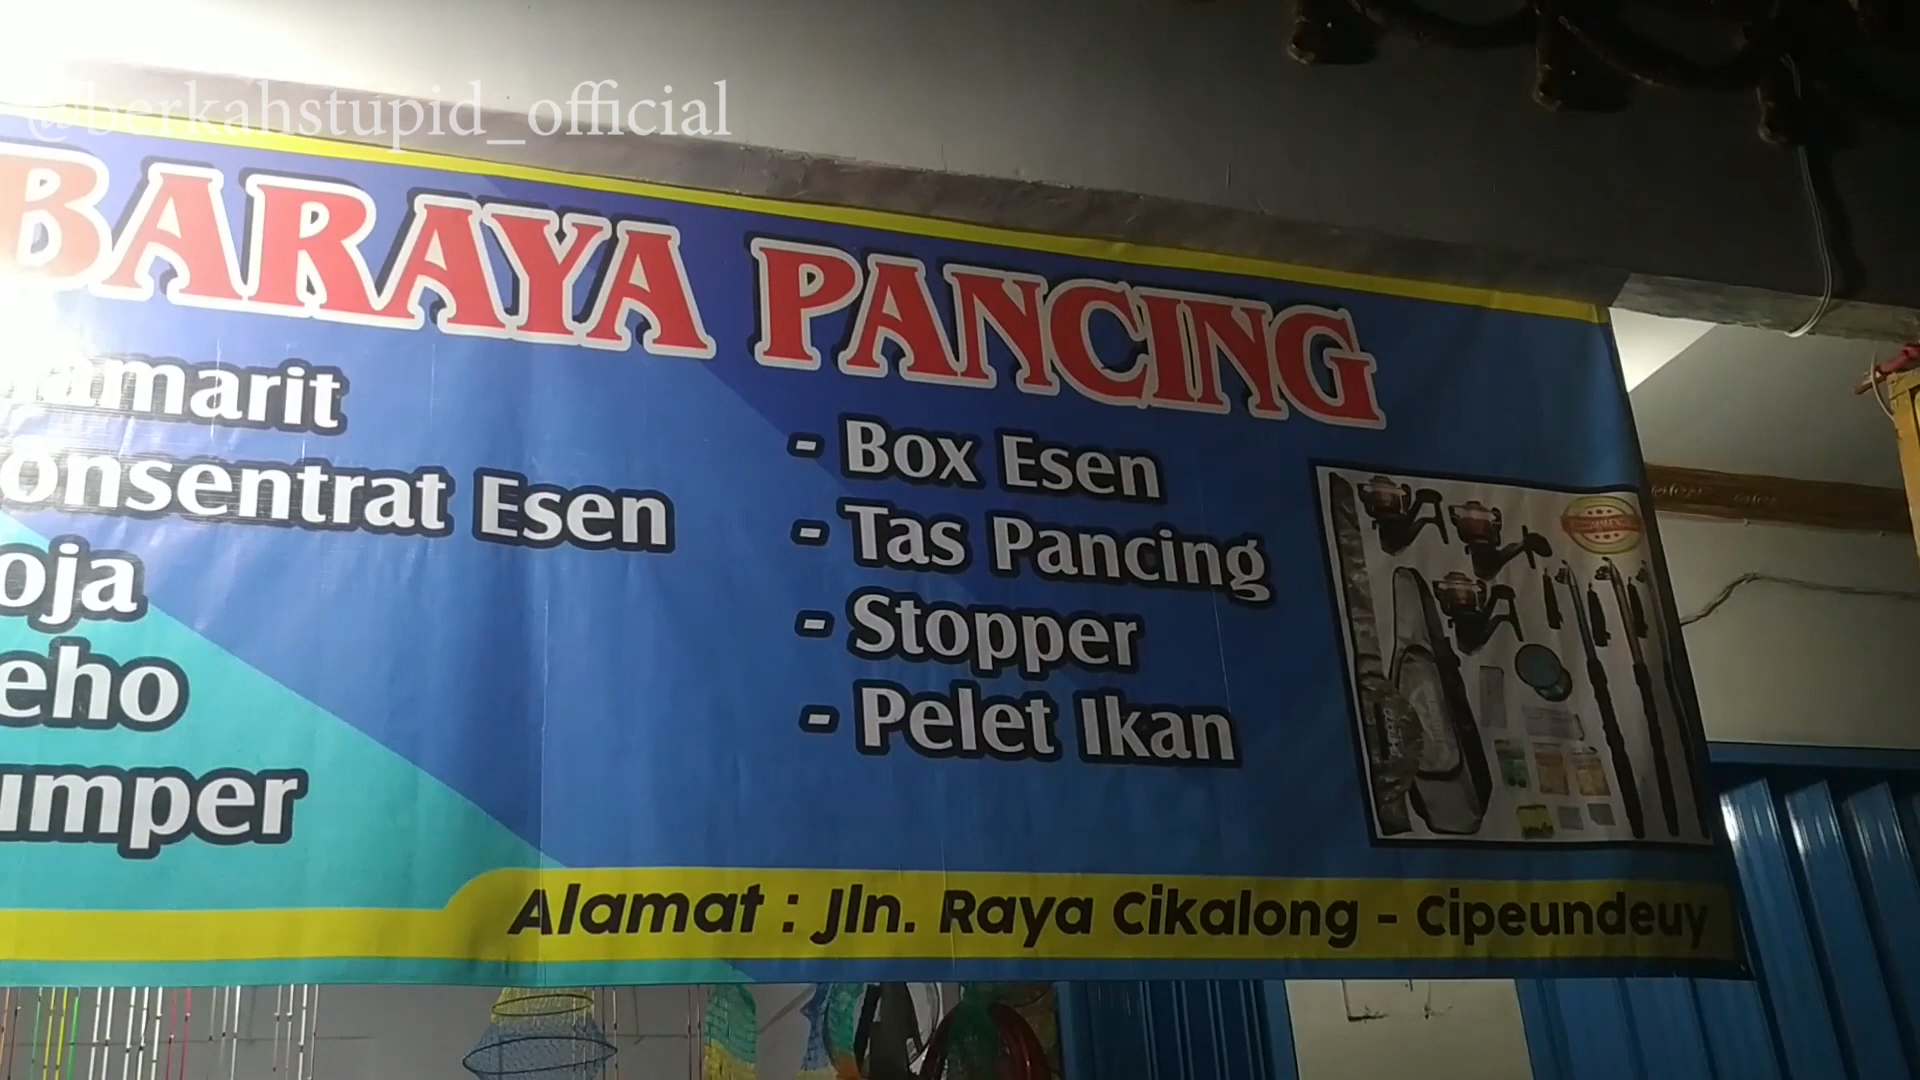 @berkahstupid_official
BARAYA PANCING
amarit
onsentrat Esen
oja
eho
umper
- Box Esen
- Tas Pancing
- Stopper
- Pelet Ikan
Alamat : Jln. Raya Cikalong - Cipeundeuy